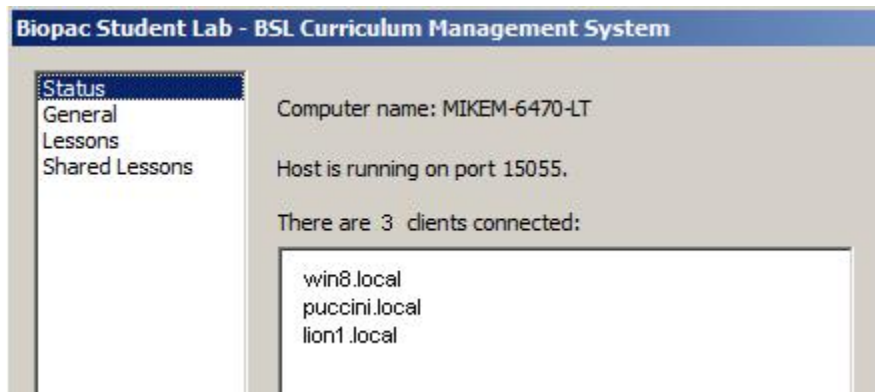 Biopac Student Lab - BSL Curriculum Management System
Status
General
Lessons
Shared Lessons
Computer name: MIKEM-6470-LT
Host is running on port 15055.
There are 3 clients connected:
win8.local
puccini.local
lion1.local